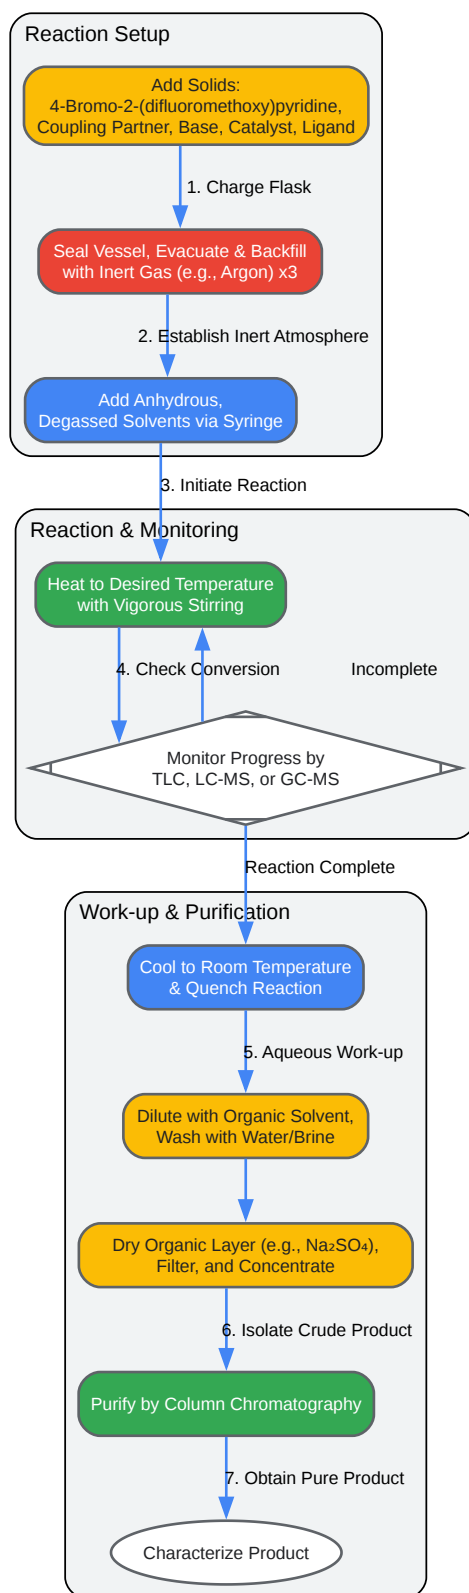 Reaction Setup
Add Solids:
4-Bromo-2-(difluoromethoxy)pyridine,
Coupling Partner, Base, Catalyst, Ligand
1. Charge Flask
Seal Vessel, Evacuate & Backfill
with Inert Gas (e.g., Argon) x3
2. Establish Inert Atmosphere
Add Anhydrous,
Degassed Solvents via Syringe
3. Initiate Reaction
Reaction & Monitoring
Heat to Desired Temperature
with Vigorous Stirring
4. Check Conversion
Incomplete
Monitor Progress by
TLC, LC-MS, or GC-MS
Reaction Complete
Work-up & Purification
Cool to Room Temperature
& Quench Reaction
5. Aqueous Work-up
Dilute with Organic Solvent,
Wash with Water/Brine
Dry Organic Layer (e.g., Na₂SO₄),
Filter, and Concentrate
6. Isolate Crude Product
Purify by Column Chromatography
7. Obtain Pure Product
Characterize Product